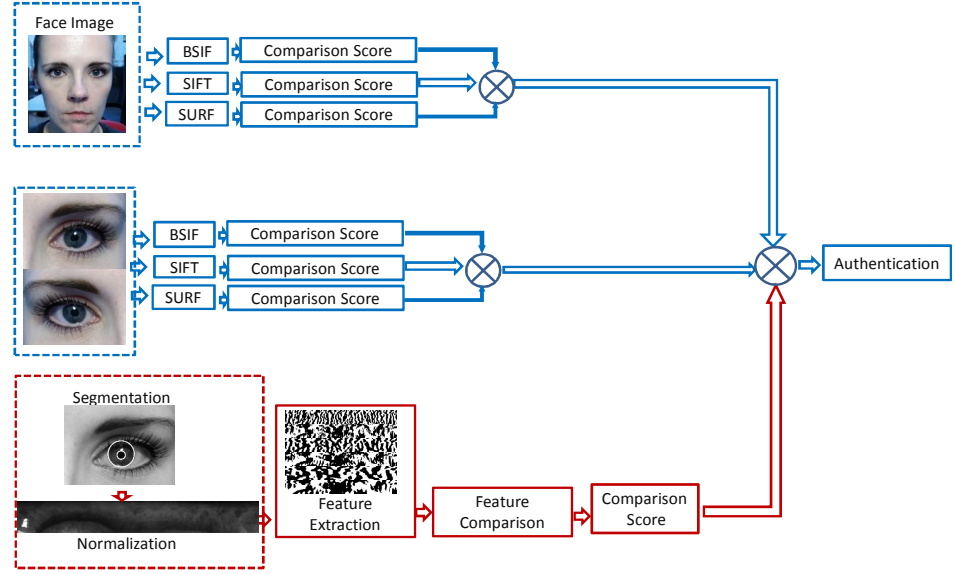 Face Image
BSIF
Comparison Score
SIFT
Comparison Score
SURF
Comparison Score
BSIF
Comparison Score
SIFT
Comparison Score
SURF
Comparison Score
Authentication
Segmentation
Normalization
Feature
Extraction
Feature
Comparison
Comparison
Score